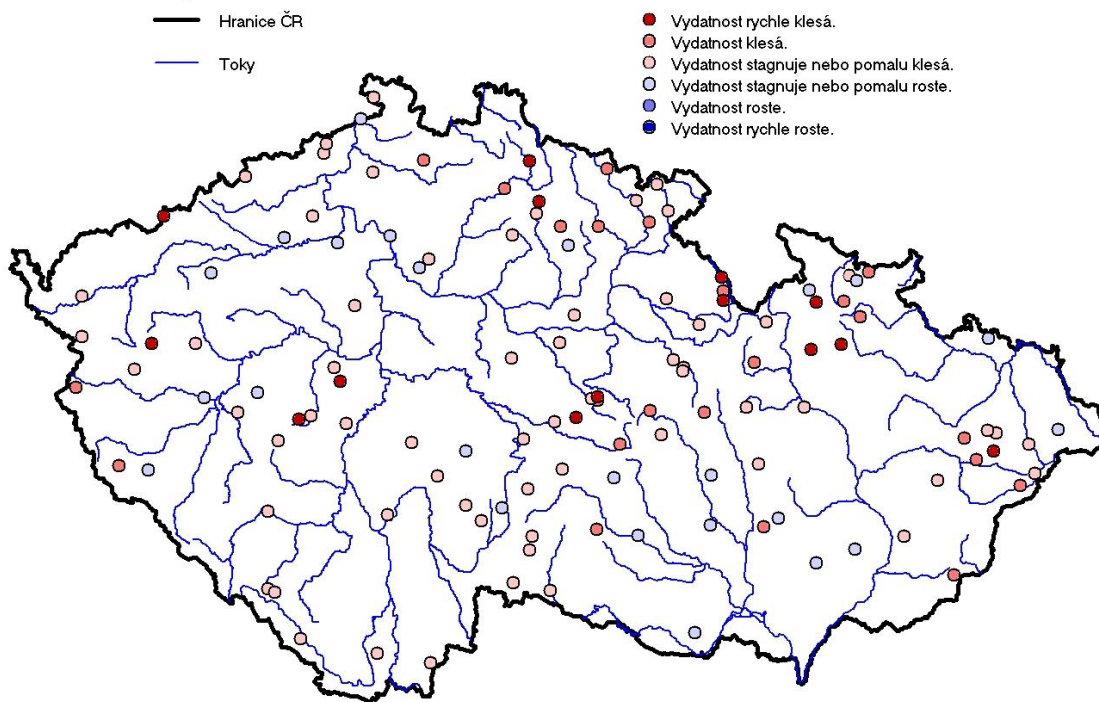 Hranice ČR
Toky
Vydatnost rychle klesá.
Vydatnost klesá.
Vydatnost stagnuje nebo pomalu klesá.
Vydatnost stagnuje nebo pomalu roste.
Vydatnost roste.
Vydatnost rychle roste.